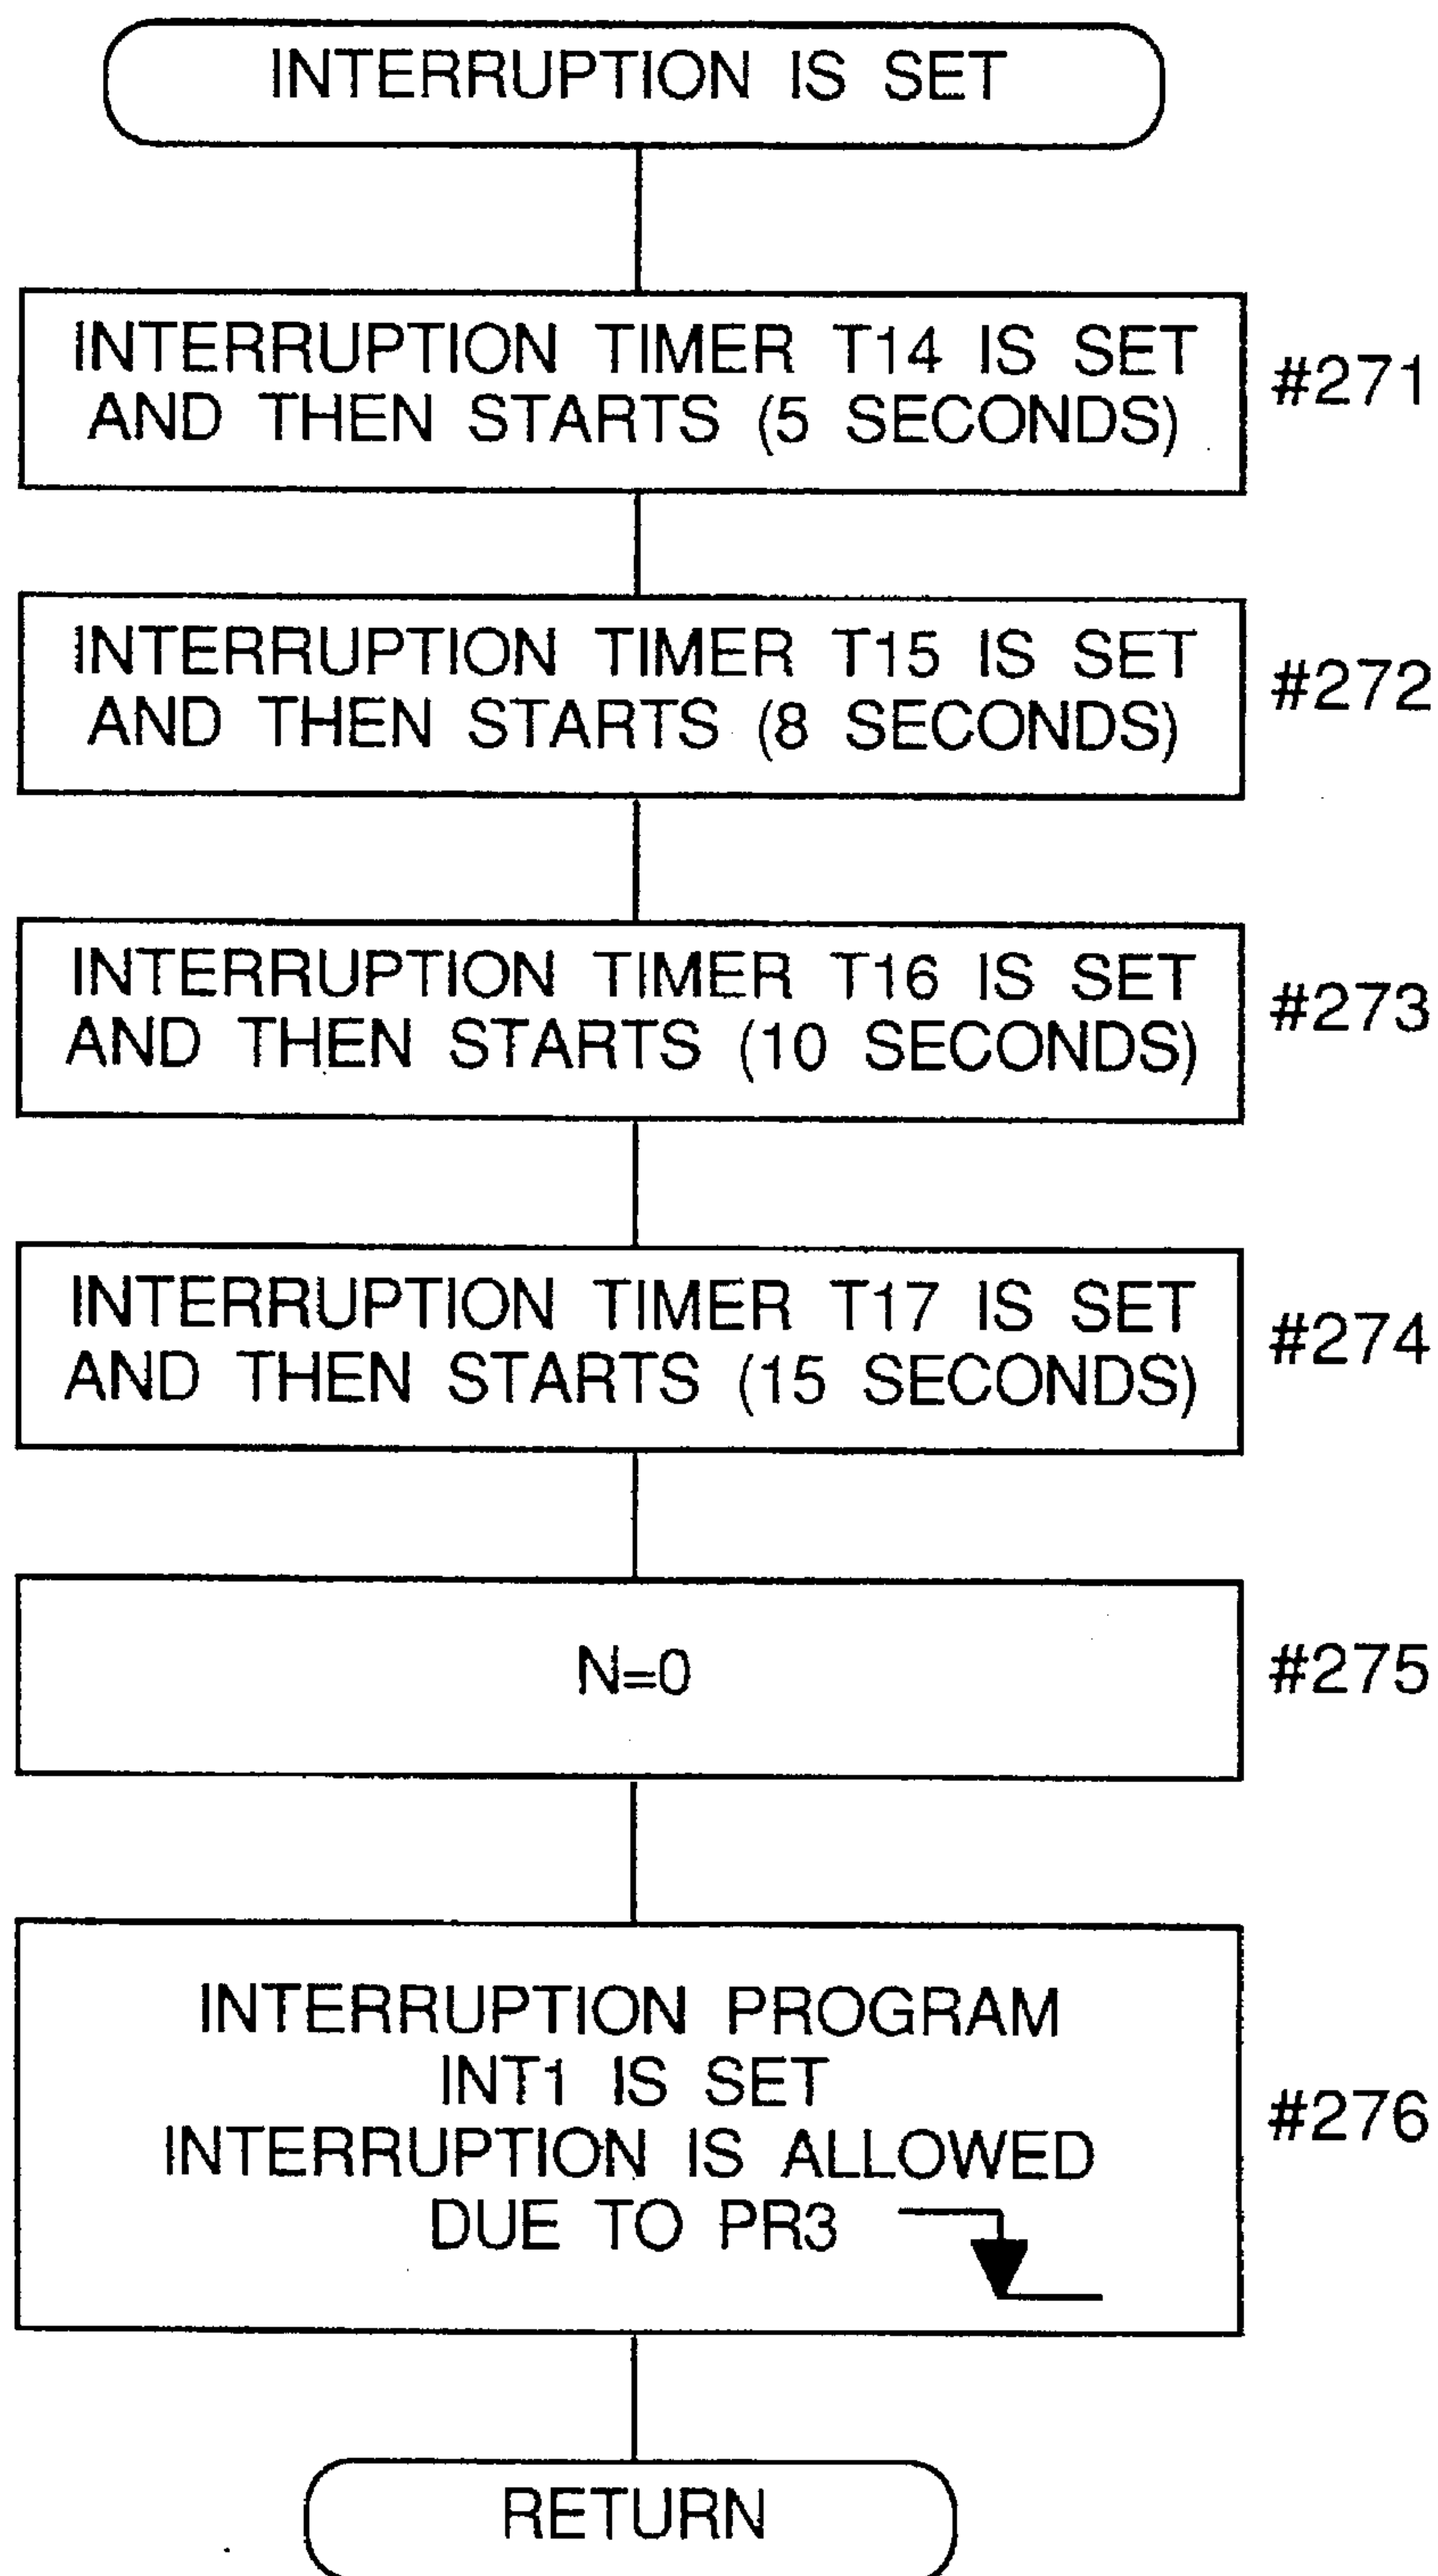 INTERRUPTION IS SET
INTERRUPTION TIMER T14 IS SET
AND THEN STARTS (5 SECONDS)
#271
INTERRUPTION TIMER T15 IS SET
AND THEN STARTS (8 SECONDS)
#272
INTERRUPTION TIMER T16 IS SET
AND THEN STARTS (10 SECONDS)
#273
INTERRUPTION TIMER T17 IS SET
AND THEN STARTS (15 SECONDS)
#274
N=0
#275
INTERRUPTION PROGRAM
INT1 IS SET
INTERRUPTION IS ALLOWED
DUE TO PR3
#276
RETURN